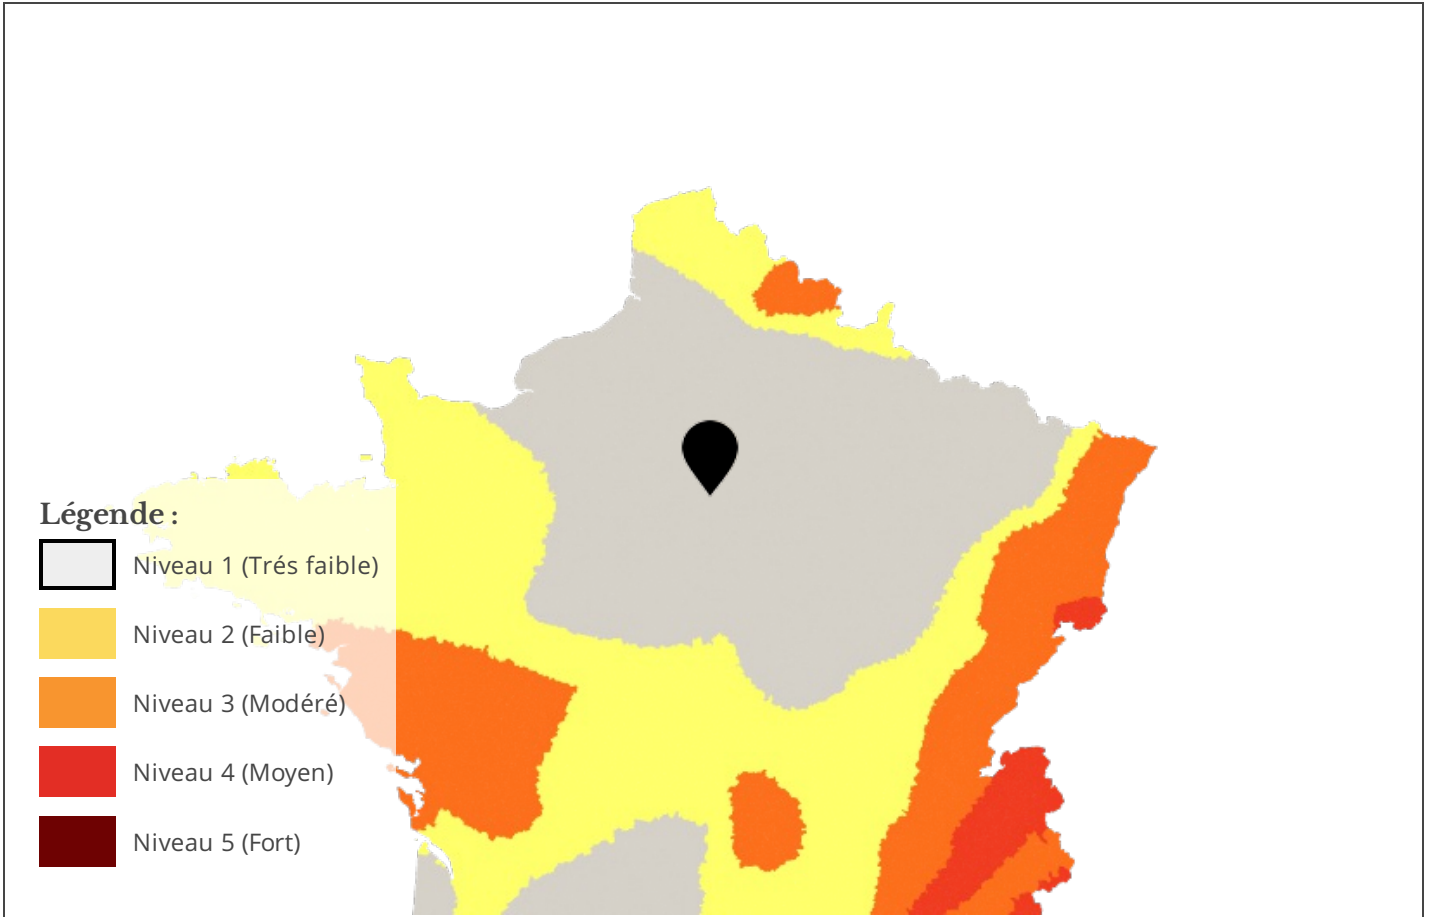 Légende :
Niveau 1 (Trés faible)
Niveau 2 (Faible)
Niveau 3 (Modéré)
Niveau 4 (Moyen)
Niveau 5 (Fort)